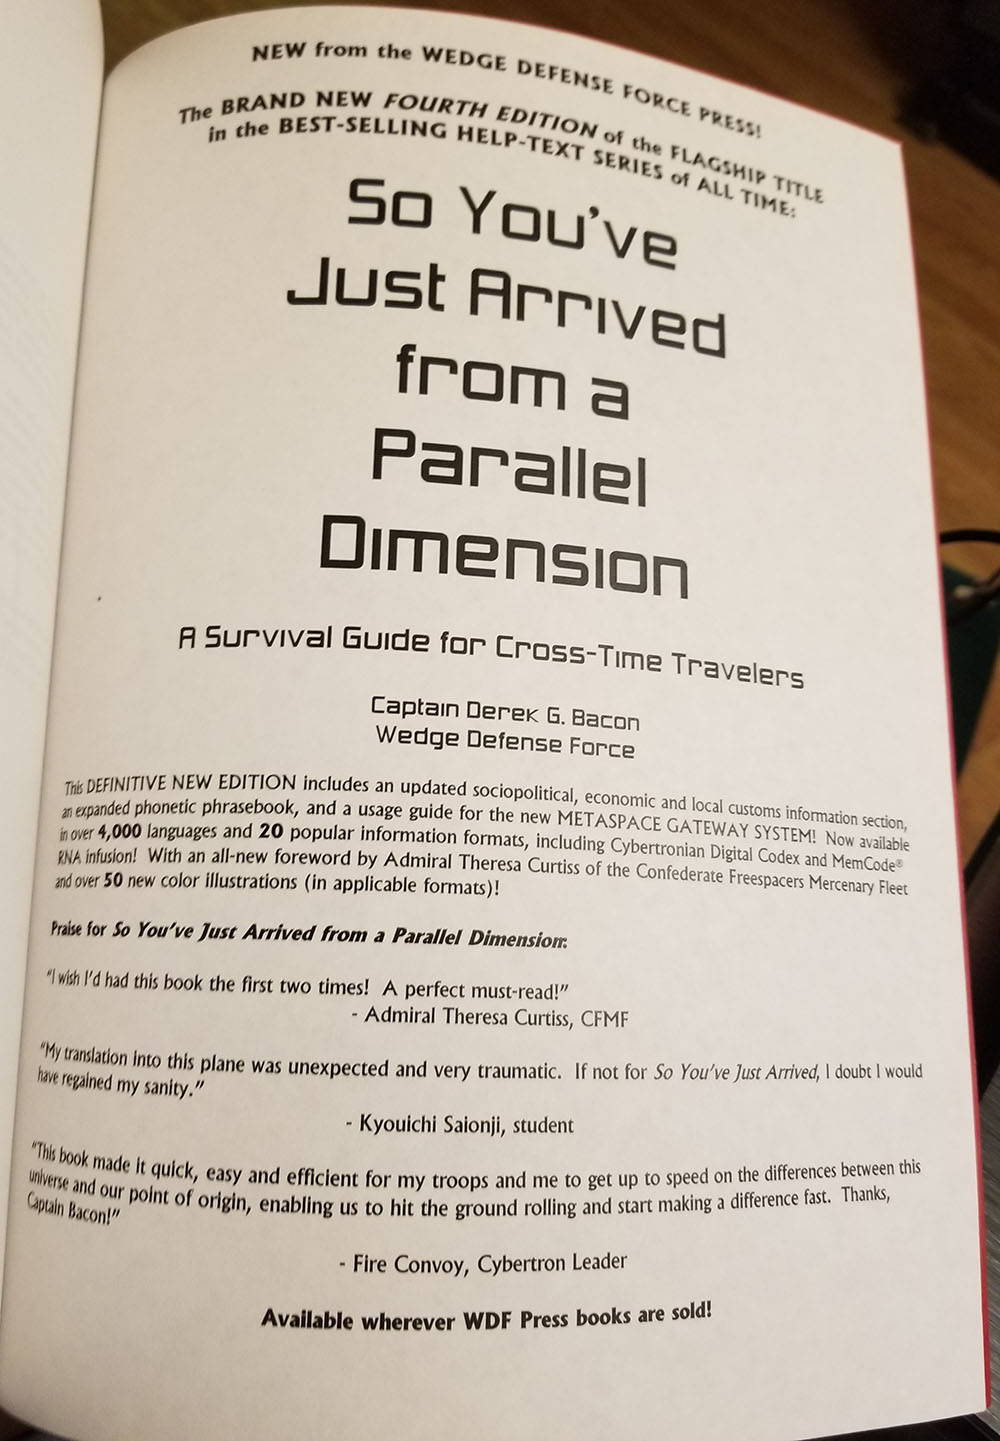 NEW from the WEDGE DEFENSE FORCE PRESS!
The BRAND NEW FOURTH EDITION of the FLAGSHIP TITLE
in the BEST-SELLING HELP-TEXT SERIES of ALL TIME:
So You've
Just Arrived
from a
Parallel
Dimension
A Survival Guide for Cross-Time Travelers
Captain Derek G. Bacon
Wedge Defense Force
This DEFINITIVE NEW EDITION includes an updated sociopolitical, economic and local customs information section,
an expanded phonetic phrasebook, and a usage guide for the new METASPACE GATEWAY SYSTEM! Now available
in over 4,000 languages and 20 popular information formats, including Cybertronian Digital Codex and MemCode®
RNA infusion! With an all-new foreword by Admiral Theresa Curtiss of the Confederate Freespacers Mercenary Fleet
and over 50 new color illustrations (in applicable formats)!
Praise for So You've Just Arrived from a Parallel Dimension:
"I wish I'd had this book the first two times! A perfect must-read!"
- Admiral Theresa Curtiss, CFMF
"My translation into this plane was unexpected and very traumatic. If not for So You've Just Arrived, I doubt I would
have regained my sanity."
- Kyouichi Saionji, student
"This book made it quick, easy and efficient for my troops and me to get up to speed on the differences between this
universe and our point of origin, enabling us to hit the ground rolling and start making a difference fast. Thanks,
Captain Bacon!"
- Fire Convoy, Cybertron Leader
Available wherever WDF Press books are sold!